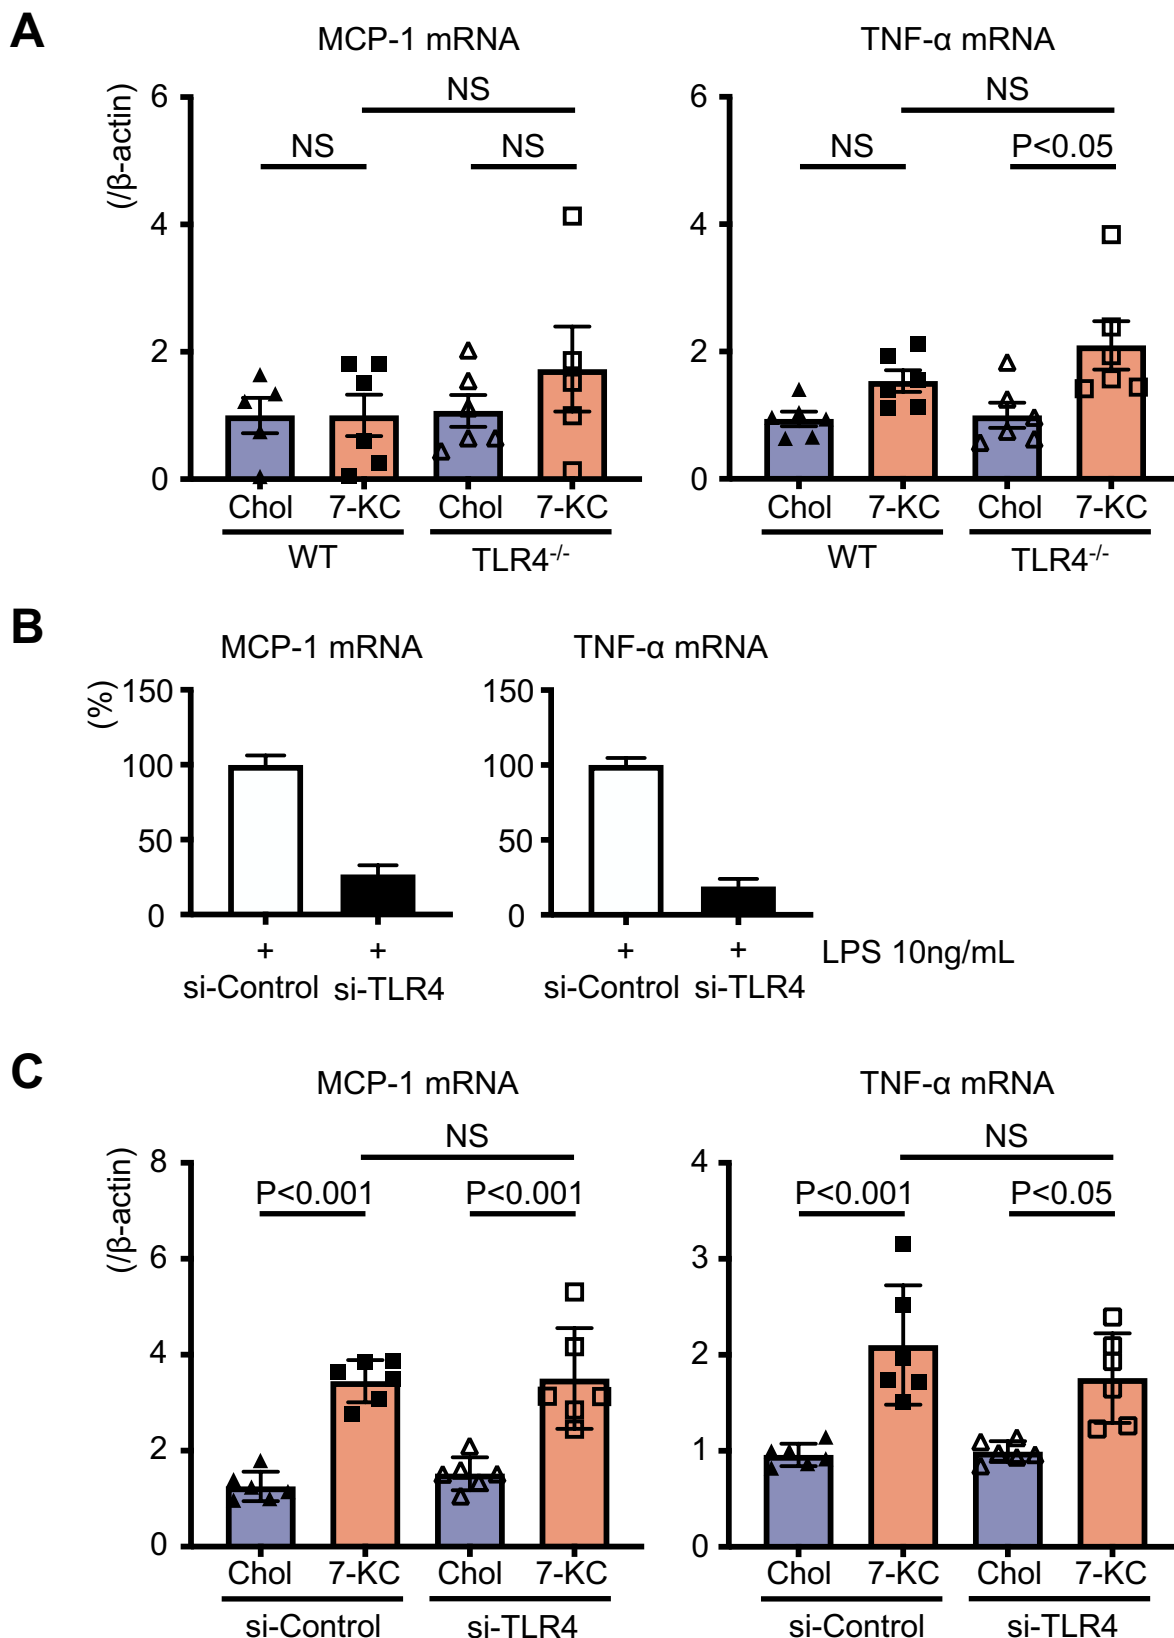 A
MCP-1 mRNA
TNF-α mRNA
(/β-actin)
6
4
2
0
NS
NS
NS
Chol
7-KC
Chol
7-KC
WT
TLR4-/-
6
4
2
0
NS
NS
P<0.05
Chol
7-KC
Chol
7-KC
WT
TLR4-/-
B
MCP-1 mRNA
TNF-α mRNA
(%)
150
100
50
0
+
+
si-Control
si-TLR4
150
100
50
0
+
+
LPS 10ng/mL
si-Control
si-TLR4
C
MCP-1 mRNA
TNF-α mRNA
(/β-actin)
8
6
4
2
0
NS
P<0.001
P<0.001
Chol
7-KC
Chol
7-KC
si-Control
si-TLR4
4
3
2
1
0
NS
P<0.001
P<0.05
Chol
7-KC
Chol
7-KC
si-Control
si-TLR4